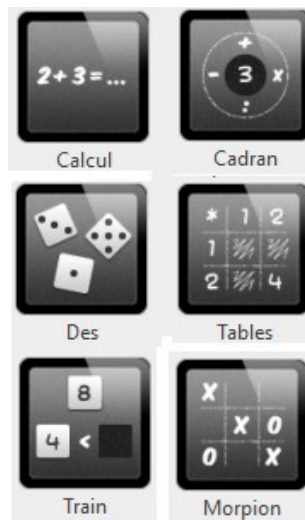 2+3=...
Calcul
+
- 3 x
:
Cadran
Des
* 1 2
1
2 4
Tables
8
4 <
Train
X
X O
O X
Morpion